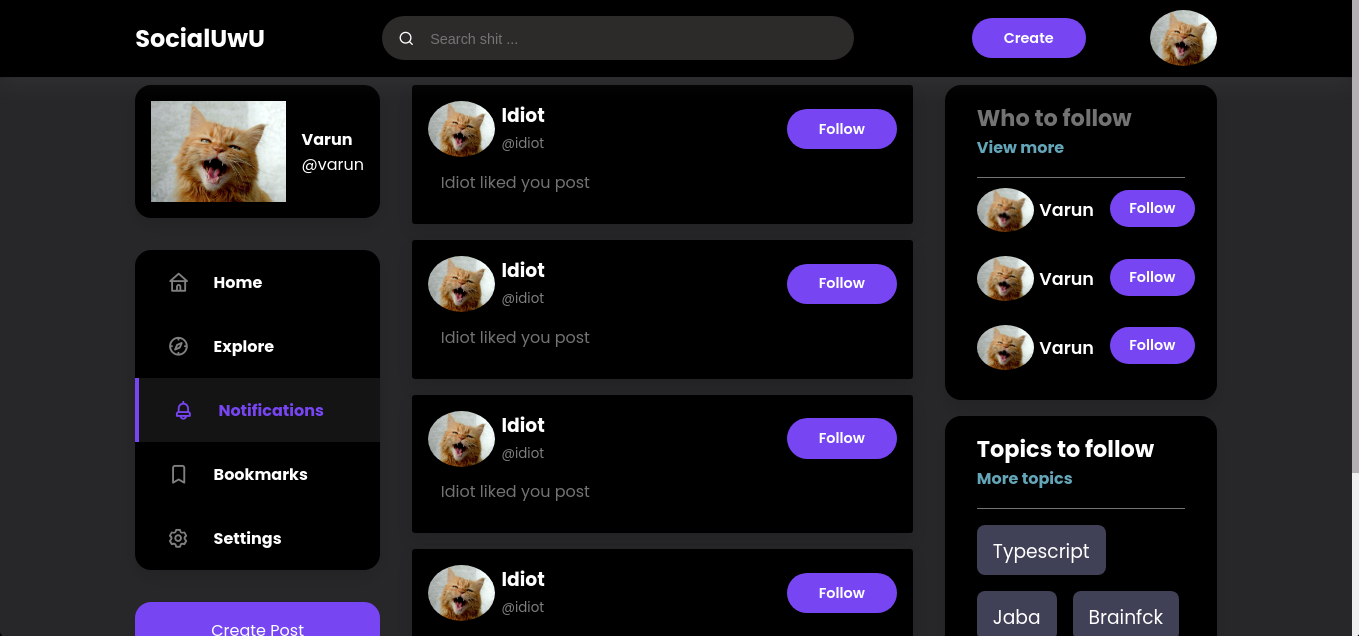 SocialUwU
Search shit ...
Create
Varun
@varun
Home
Explore
Notifications
Bookmarks
Settings
Create Post
Idiot
@idiot
Follow
Idiot liked you post
Idiot
@idiot
Follow
Idiot liked you post
Idiot
@idiot
Follow
Idiot liked you post
Idiot
@idiot
Follow
Who to follow
View more
Varun
Follow
Varun
Follow
Varun
Follow
Topics to follow
More topics
Typescript
Jaba
Brainfck